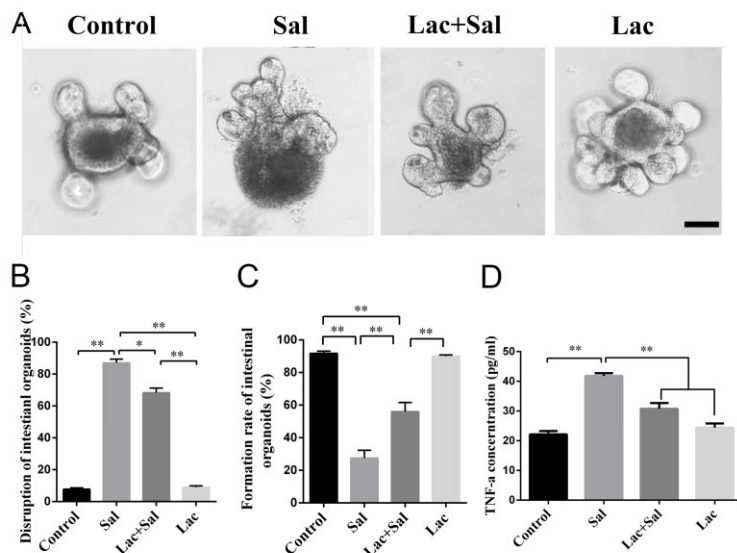 A
Control
Sal
Lac+Sal
Lac
B
Disruption of intestianl organoids (%)
100
80
60
40
20
0
**
**
*
**
Control
Sal
Lac+Sal
Lac
C
Formation rate of intestinal
organoids (%)
100
80
60
40
20
0
**
**
**
**
Control
Sal
Lac+Sal
Lac
D
TNF-a concerntration (pg/ml)
50
40
30
20
10
0
**
**
Control
Sal
Lac+Sal
Lac